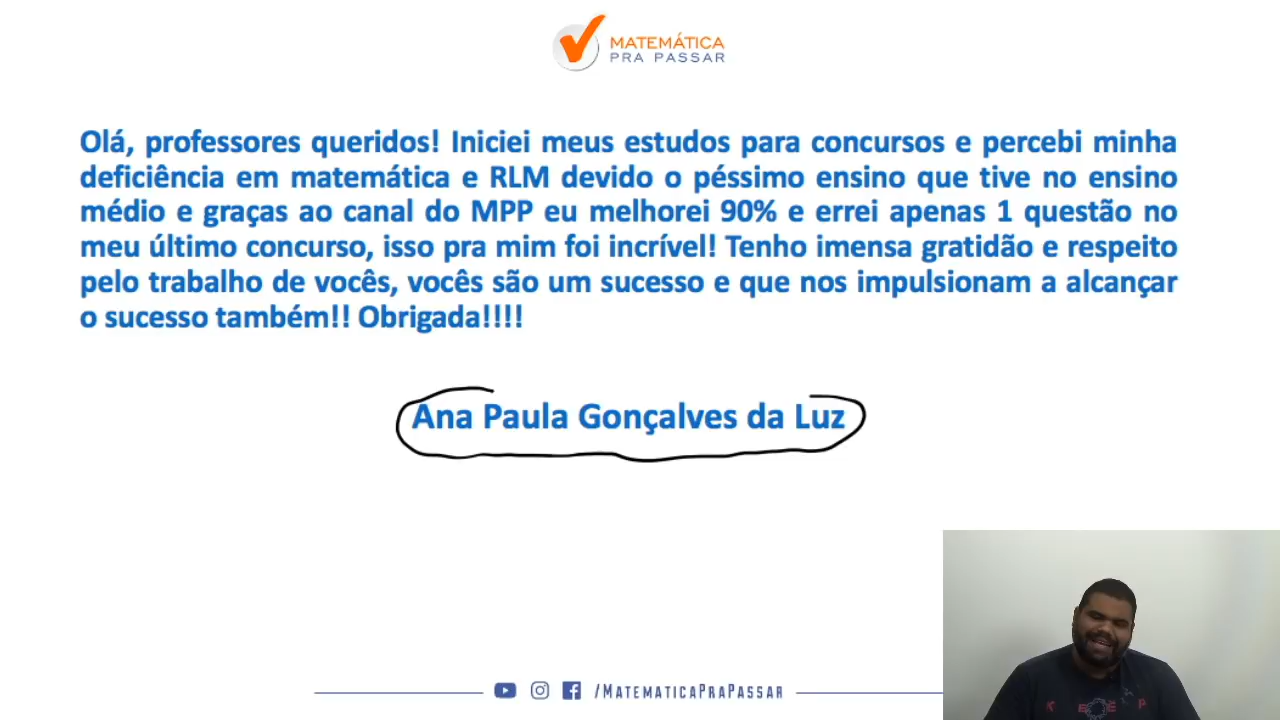 MATEMÁTICA
PRA PASSAR
Olá, professores queridos! Iniciei meus estudos para concursos e percebi minha
deficiência em matemática e RLM devido o péssimo ensino que tive no ensino
médio e graças ao canal do MPP eu melhorei 90% e errei apenas 1 questão no
meu último concurso, isso pra mim foi incrível! Tenho imensa gratidão e respeito
pelo trabalho de vocês, vocês são um sucesso e que nos impulsionam a alcançar
o sucesso também!! Obrigada!!!!
Ana Paula Gonçalves da Luz
/MATEMATICAPRAPASSAR